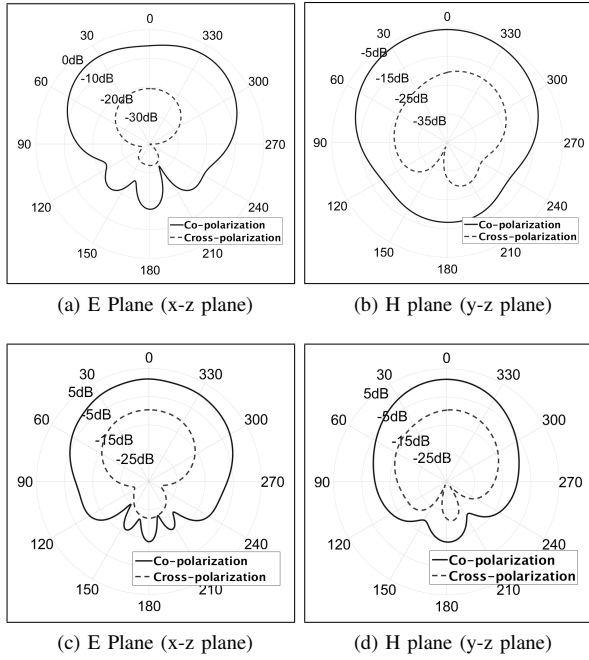 0
30
330
0dB
-10dB
60
300
-20dB
-30dB
90
270
120
240
Co-polarization
Cross-polarization
150
210
180
(a) E Plane (x-z plane)
0
30
330
-5dB
-15dB
60
300
-25dB
-35dB
90
270
120
240
Co-polarization
Cross-polarization
150
210
180
(b) H plane (y-z plane)
0
30
330
5dB
60
-5dB
300
-15dB
-25dB
90
270
120
240
Co-polarization
Cross-polarization
150
210
180
(c) E Plane (x-z plane)
0
30
330
5dB
60
-5dB
300
-15dB
-25dB
90
270
120
240
Co-polarization
Cross-polarization
150
210
180
(d) H plane (y-z plane)